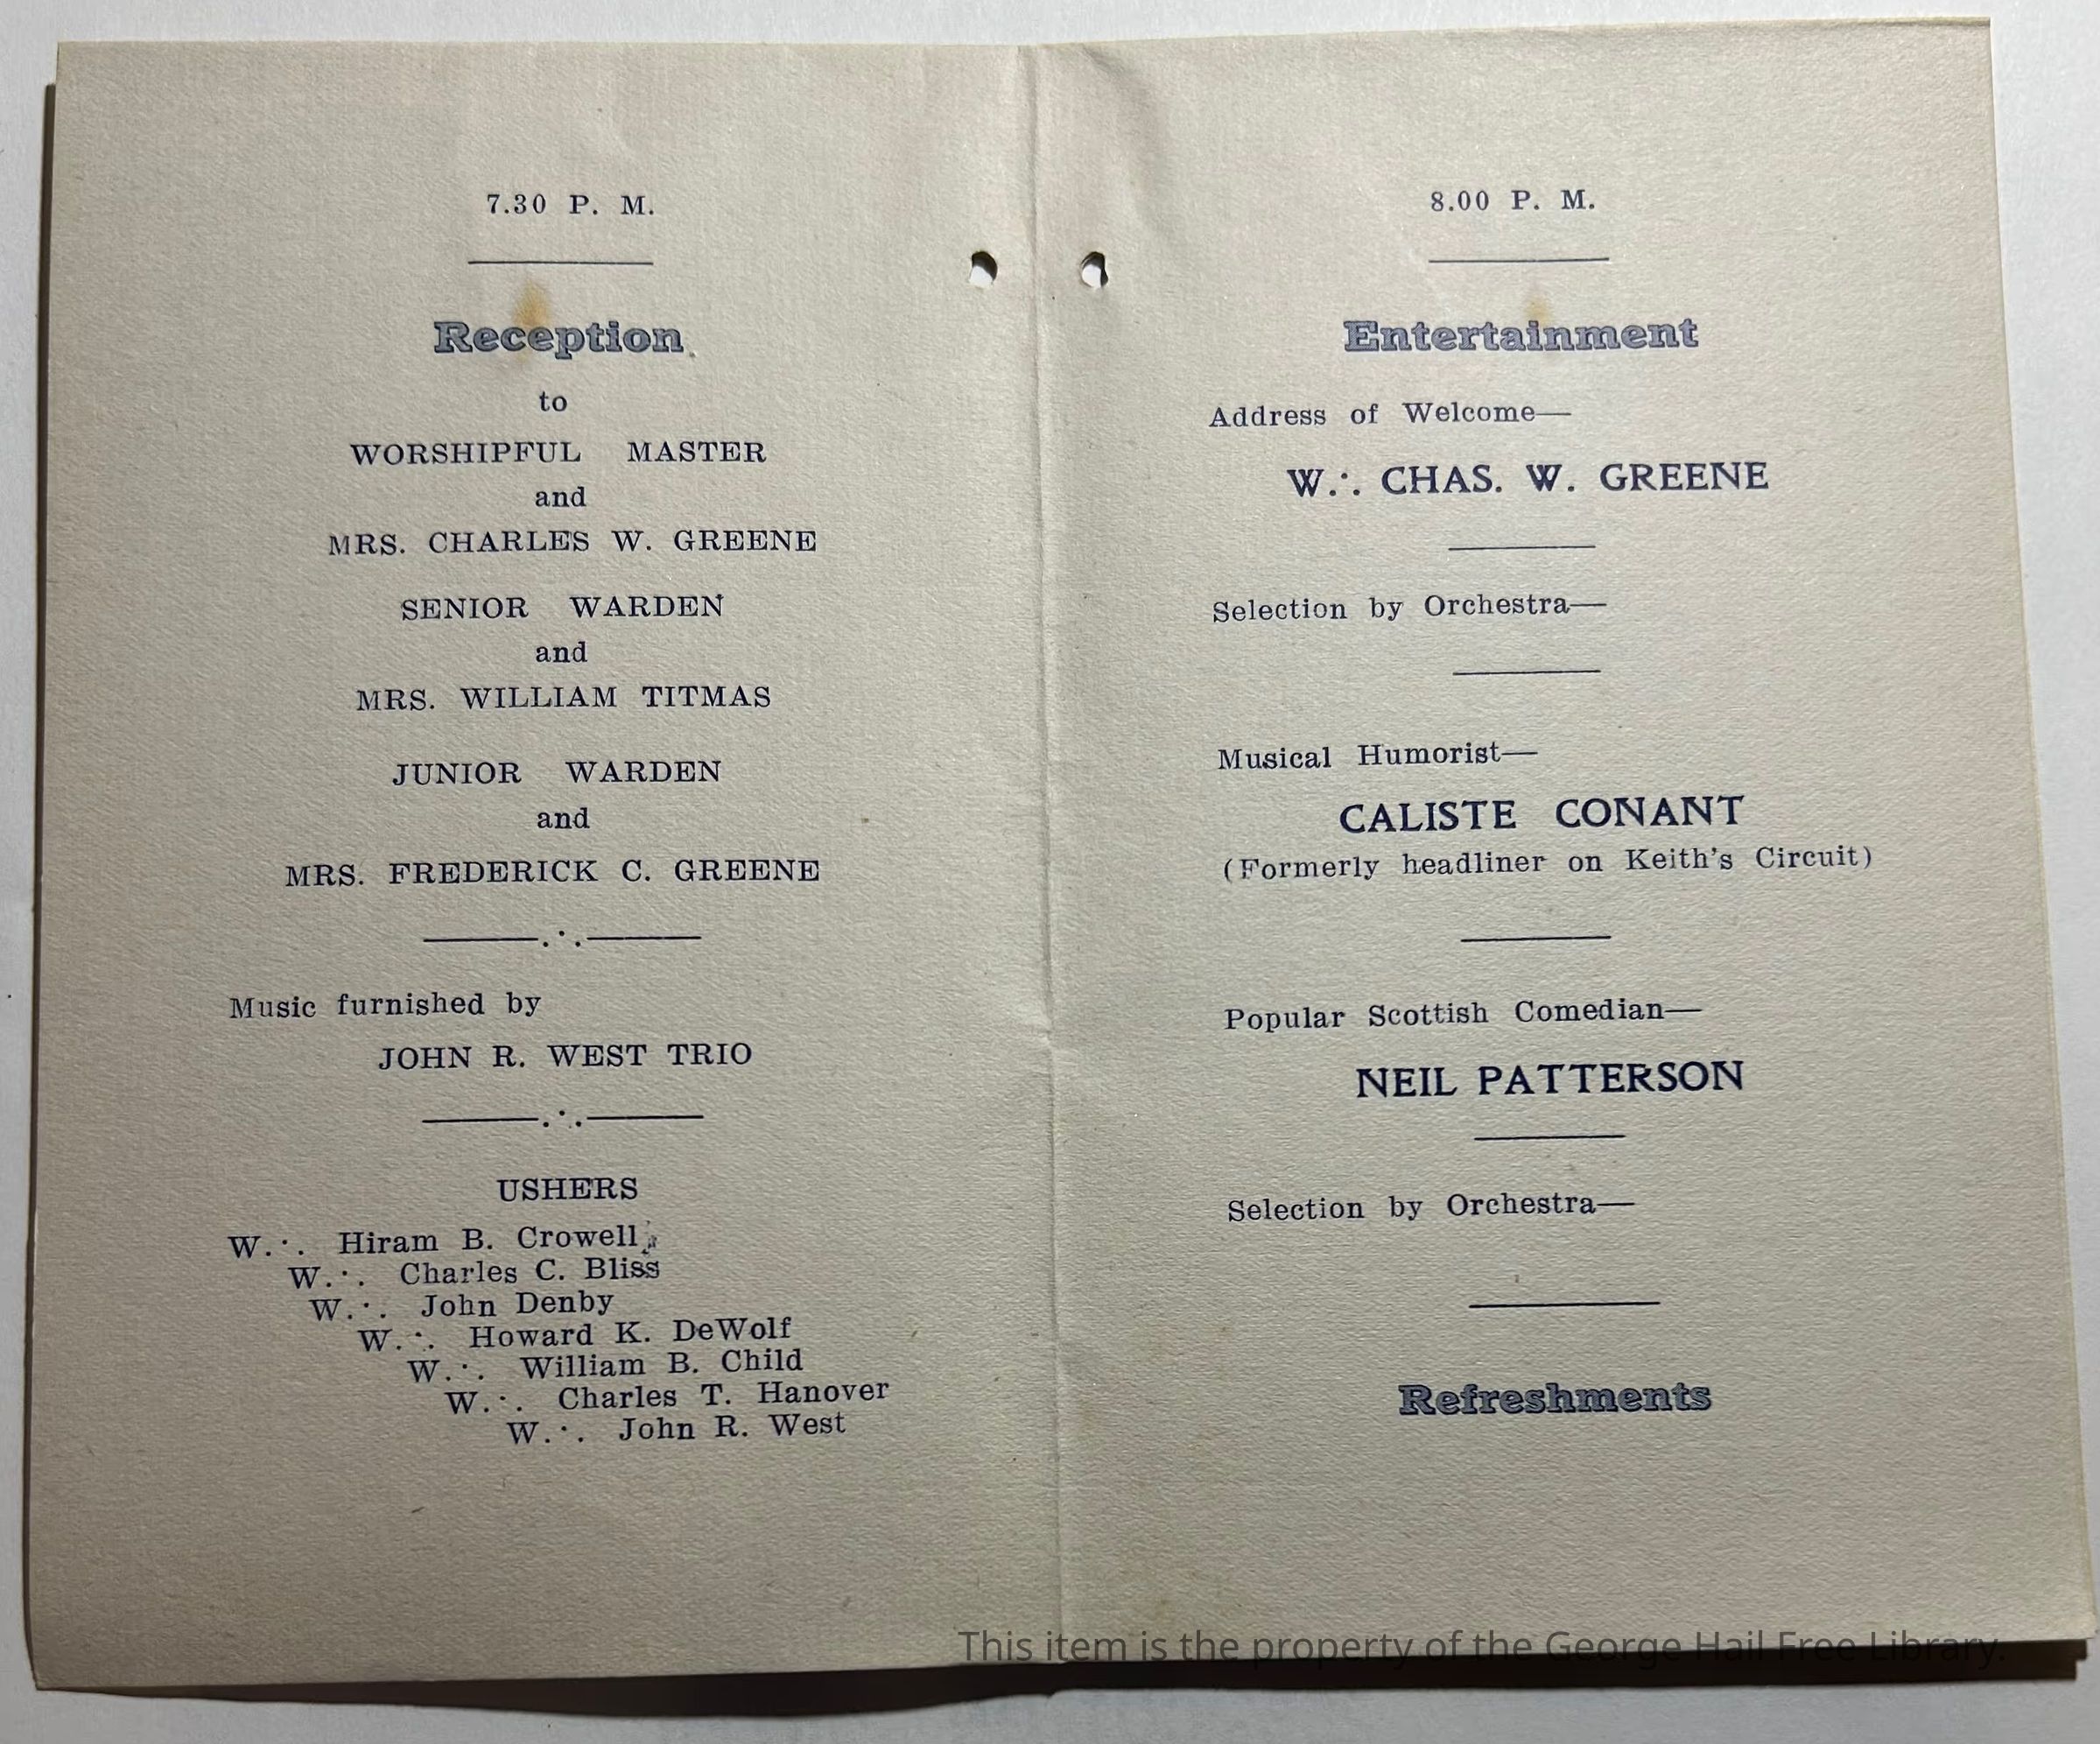 7.30 P. M.
Reception
to
WORSHIPFUL MASTER
and
MRS. CHARLES W. GREENE
SENIOR WARDEN
and
MRS. WILLIAM TITMAS
JUNIOR WARDEN
and
MRS. FREDERICK C. GREENE
Music furnished by
JOHN R. WEST TRIO
USHERS
W.∙. Hiram B. Crowell
W.∙. Charles C. Bliss
W.∙. John Denby
W.∙. Howard K. DeWolf
W.∙. William B. Child
W.∙. Charles T. Hanover
W.∙. John R. West
8.00 P. M.
Entertainment
Address of Welcome—
W.∙. CHAS. W. GREENE
Selection by Orchestra—
Musical Humorist—
CALISTE CONANT
(Formerly headliner on Keith's Circuit)
Popular Scottish Comedian—
NEIL PATTERSON
Selection by Orchestra—
Refreshments
This item is the property of the George Hail Free Library.